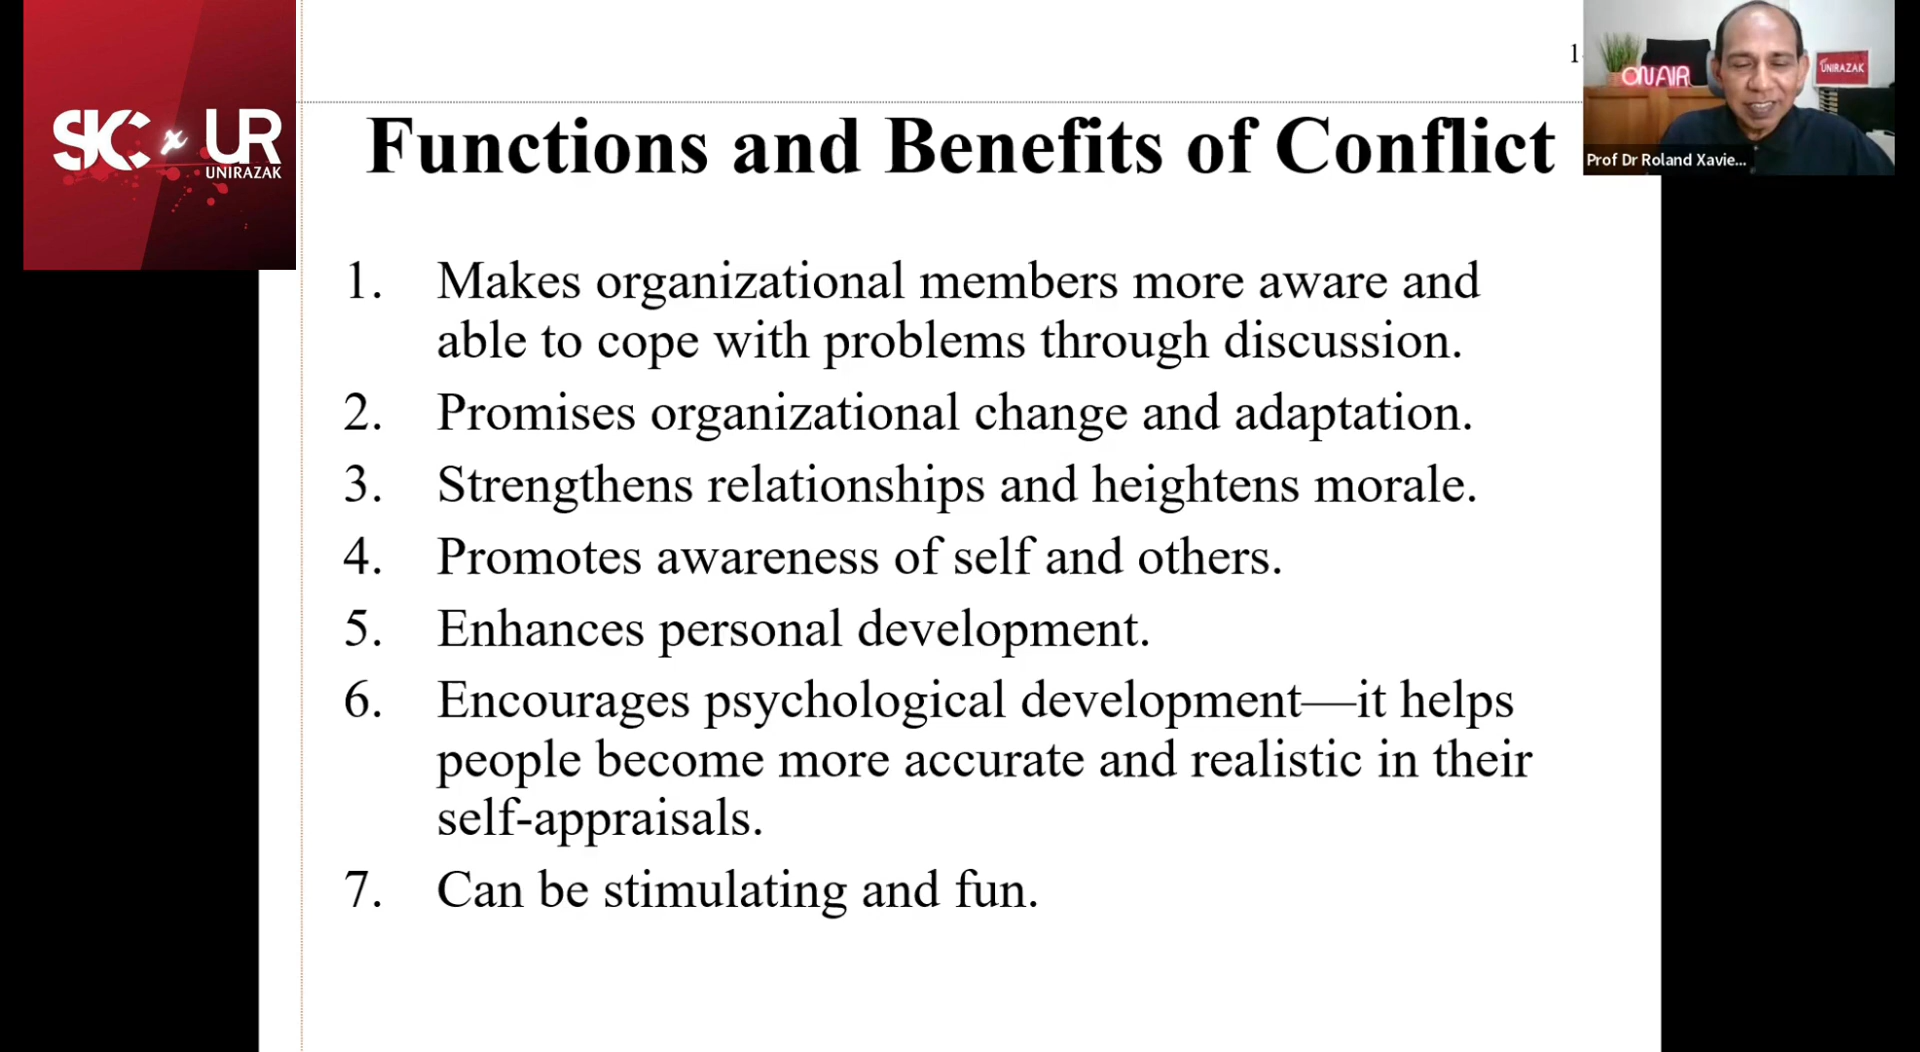 SKC x UR
UNIRAZAK
Functions and Benefits of Conflict
ON AIR
UNIRAZAK
Prof Dr Roland Xavie...
1. Makes organizational members more aware and
able to cope with problems through discussion.
2. Promises organizational change and adaptation.
3. Strengthens relationships and heightens morale.
4. Promotes awareness of self and others.
5. Enhances personal development.
6. Encourages psychological development—it helps
people become more accurate and realistic in their
self-appraisals.
7. Can be stimulating and fun.